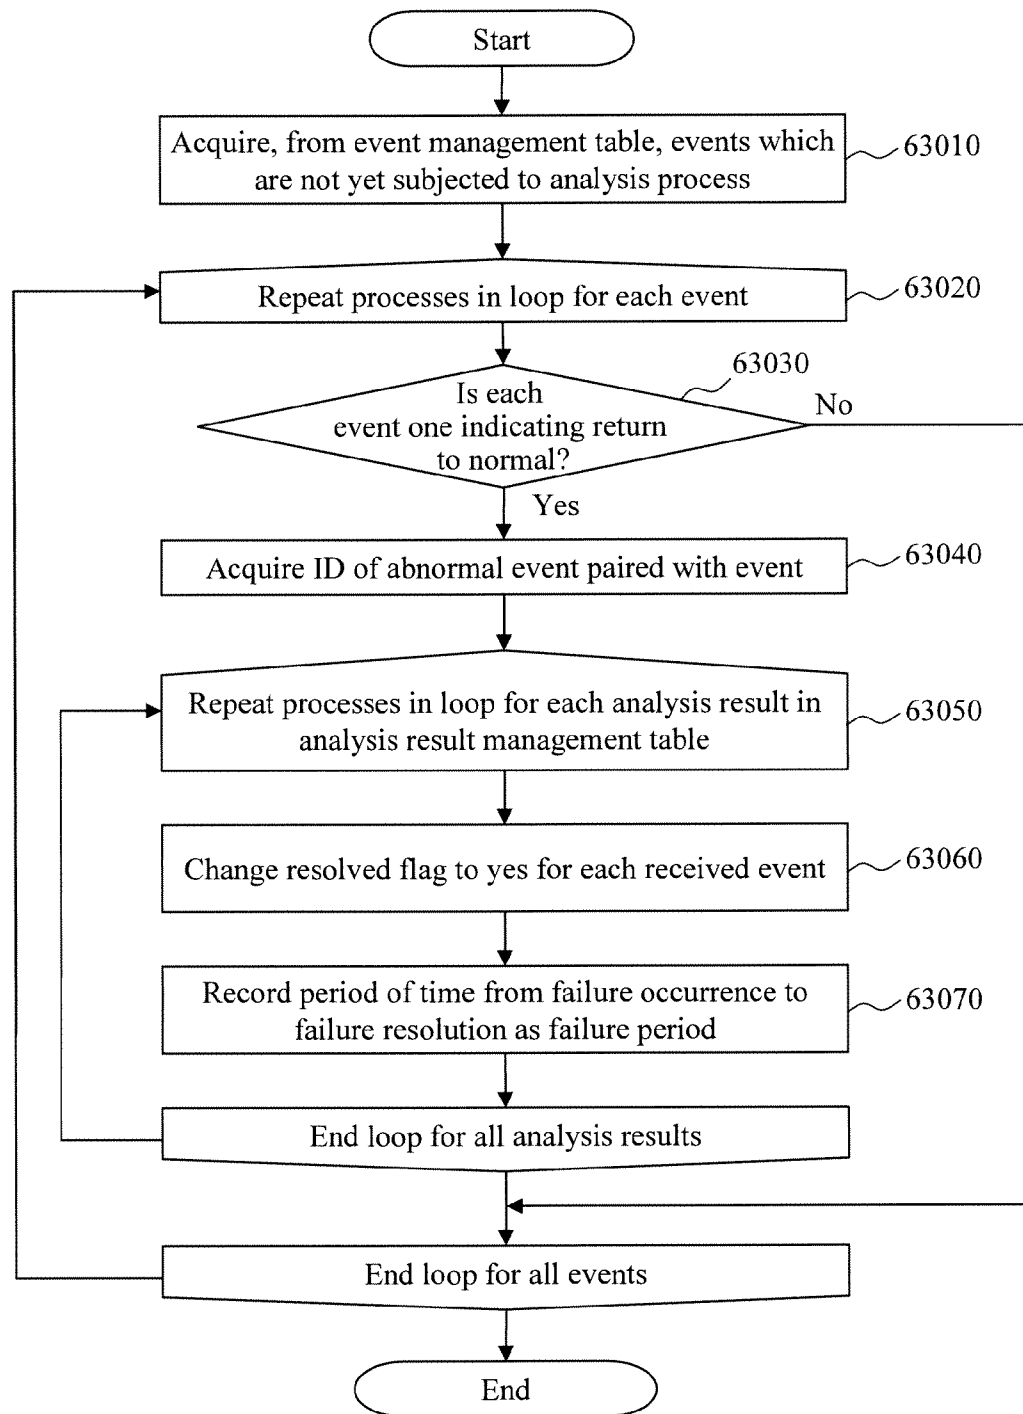 Start
Acquire, from event management table, events which
are not yet subjected to analysis process
63010
Repeat processes in loop for each event
63020
63030
Is each
event one indicating return
to normal?
No
Yes
Acquire ID of abnormal event paired with event
63040
Repeat processes in loop for each analysis result in
analysis result management table
63050
Change resolved flag to yes for each received event
63060
Record period of time from failure occurrence to
failure resolution as failure period
63070
End loop for all analysis results
End loop for all events
End